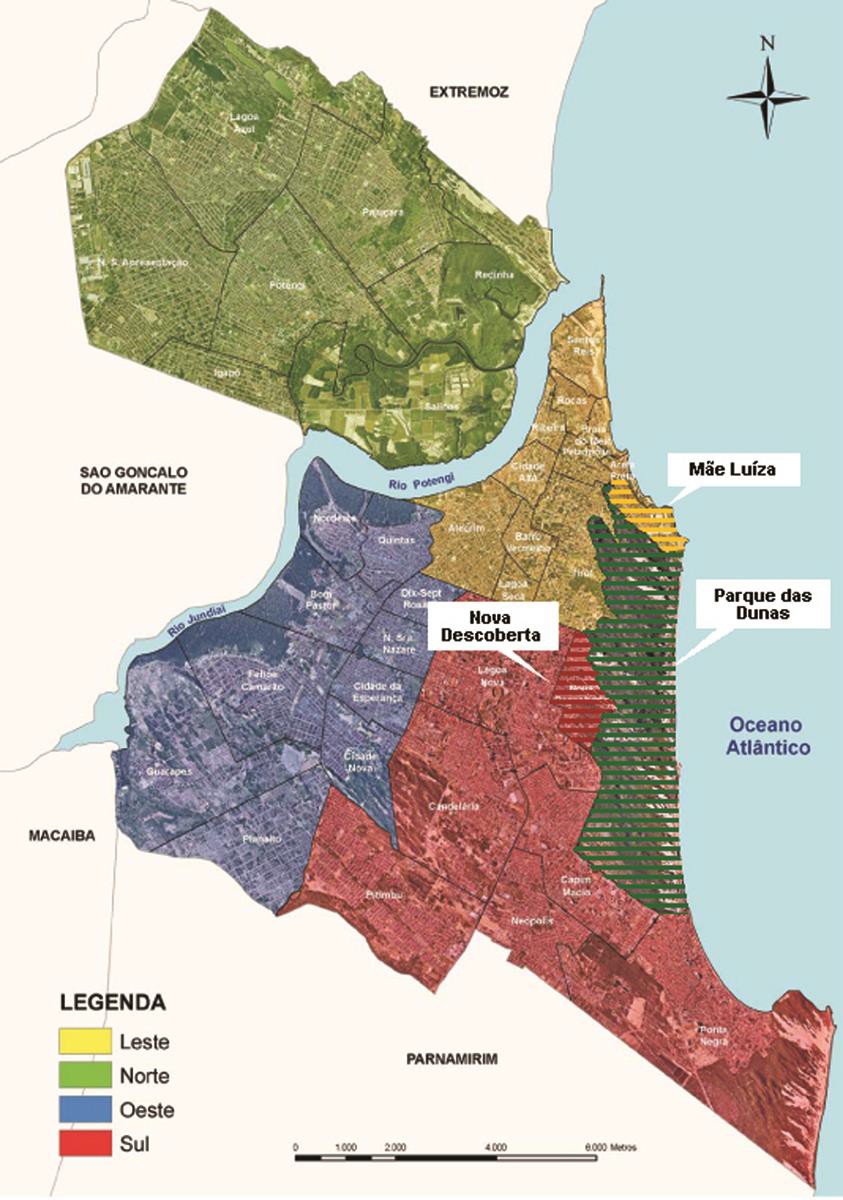 N
EXTREMOZ
Lagoa
Azul
Pajuçara
N. S. Apresentação
Redinha
Potengi
Igapó
Salinas
Santos
Reis
Rocas
Ribeira
Praia
do Meio
Petrópolis
Cidade
Alta
Areia
Preta
Mãe Luíza
SAO GONCALO
DO AMARANTE
Rio Potengi
Nordeste
Quintas
Alecrim
Barro
Vermelho
Tirol
Lagoa
Seca
Bom
Pastor
Dix-Sept
Rosado
Parque das
Dunas
Rio Jundiaí
Nova
Descoberta
N. Sra.
Nazaré
Lagoa
Nova
Felipe
Camarão
Cidade da
Esperança
Oceano
Atlântico
Cidade
Nova
Guarapes
Candelária
MACAIBA
Planalto
Pitimbu
Capim
Macio
Neópolis
LEGENDA
Leste
Norte
Oeste
Sul
Ponta
Negra
PARNAMIRIM
0 1.000 2.000 4.000 6.000 Metros